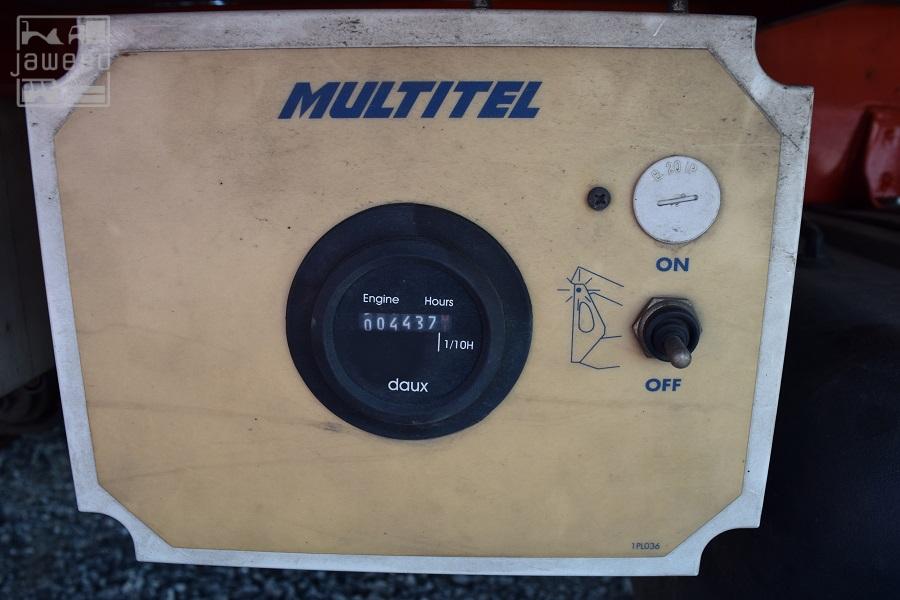 jaweed
MULTITEL
ON
Engine Hours
004437
1/10H
daux
OFF
1PL036